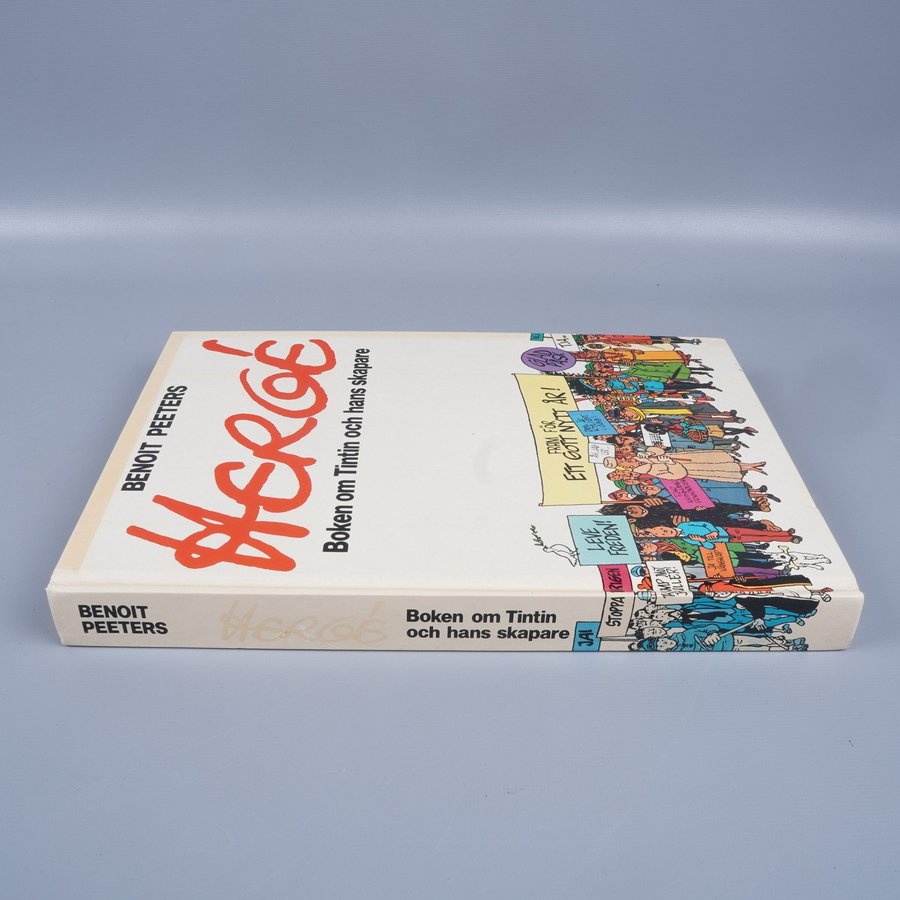 BENOIT PEETERS
HERGÉ
Boken om Tintin och hans skapare
FRAM FÖR
ETT GOTT NYTT ÅR!
LEVE
FREDEN!
STOPPA KRIGEN
JA!
BENOIT
PEETERS
HERGÉ
Boken om Tintin
och hans skapare